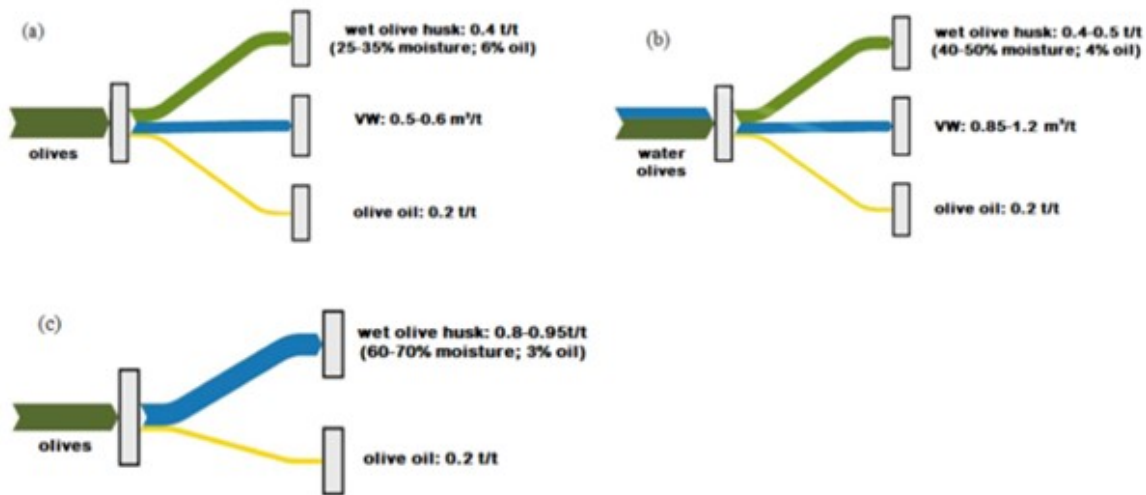 (a)
wet olive husk: 0.4 t/t
(25-35% moisture; 6% oil)
VW: 0.5-0.6 m³/t
olives
olive oil: 0.2 t/t
(b)
wet olive husk: 0.4-0.5 t/t
(40-50% moisture; 4% oil)
VW: 0.85-1.2 m³/t
water
olives
olive oil: 0.2 t/t
(c)
wet olive husk: 0.8-0.95t/t
(60-70% moisture; 3% oil)
olives
olive oil: 0.2 t/t